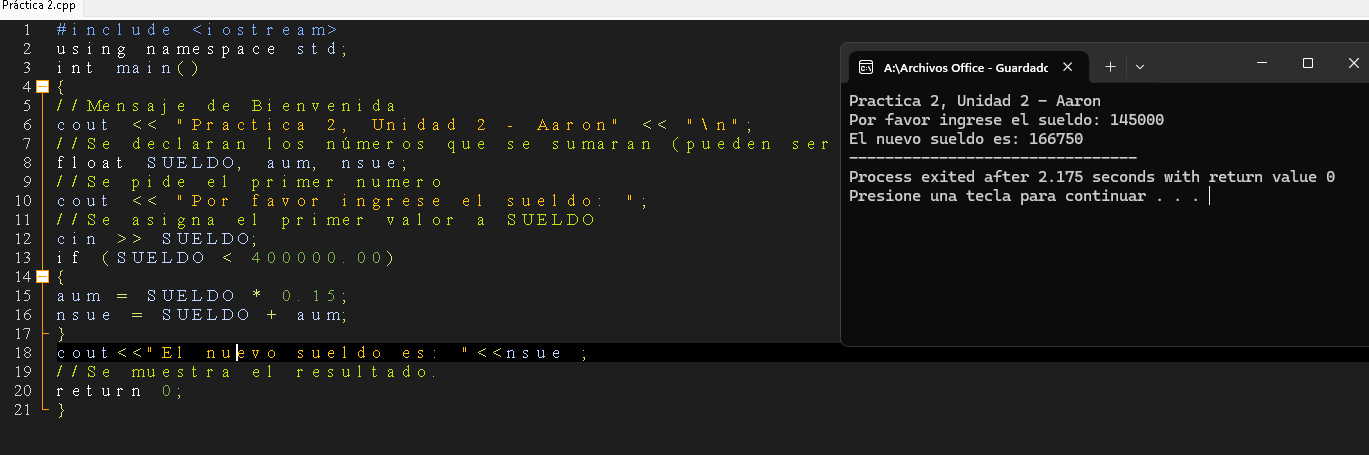 Práctica 2.cpp
1 #include <iostream>
2 using namespace std;
3 int main()
4 {
5 //Mensaje de Bienvenida
6 cout << "Practica 2, Unidad 2 - Aaron" << "\n";
7 //Se declaran los números que se sumaran (pueden ser
8 float SUELDO, aum, nsue;
9 //Se pide el primer numero
10 cout << "Por favor ingrese el sueldo: ";
11 //Se asigna el primer valor a SUELDO
12 cin >> SUELDO;
13 if (SUELDO < 400000.00)
14 {
15 aum = SUELDO * 0.15;
16 nsue = SUELDO + aum;
17 }
18 cout<<"El nuevo sueldo es: "<<nsue ;
19 //Se muestra el resultado.
20 return 0;
21 }
A:\Archivos Office - Guardadc
Practica 2, Unidad 2 - Aaron
Por favor ingrese el sueldo: 145000
El nuevo sueldo es: 166750
--------------------------------
Process exited after 2.175 seconds with return value 0
Presione una tecla para continuar . . .